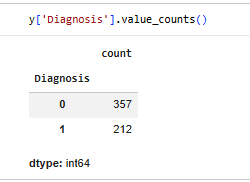 y['Diagnosis'].value_counts()
count
Diagnosis
0 357
1 212
dtype: int64